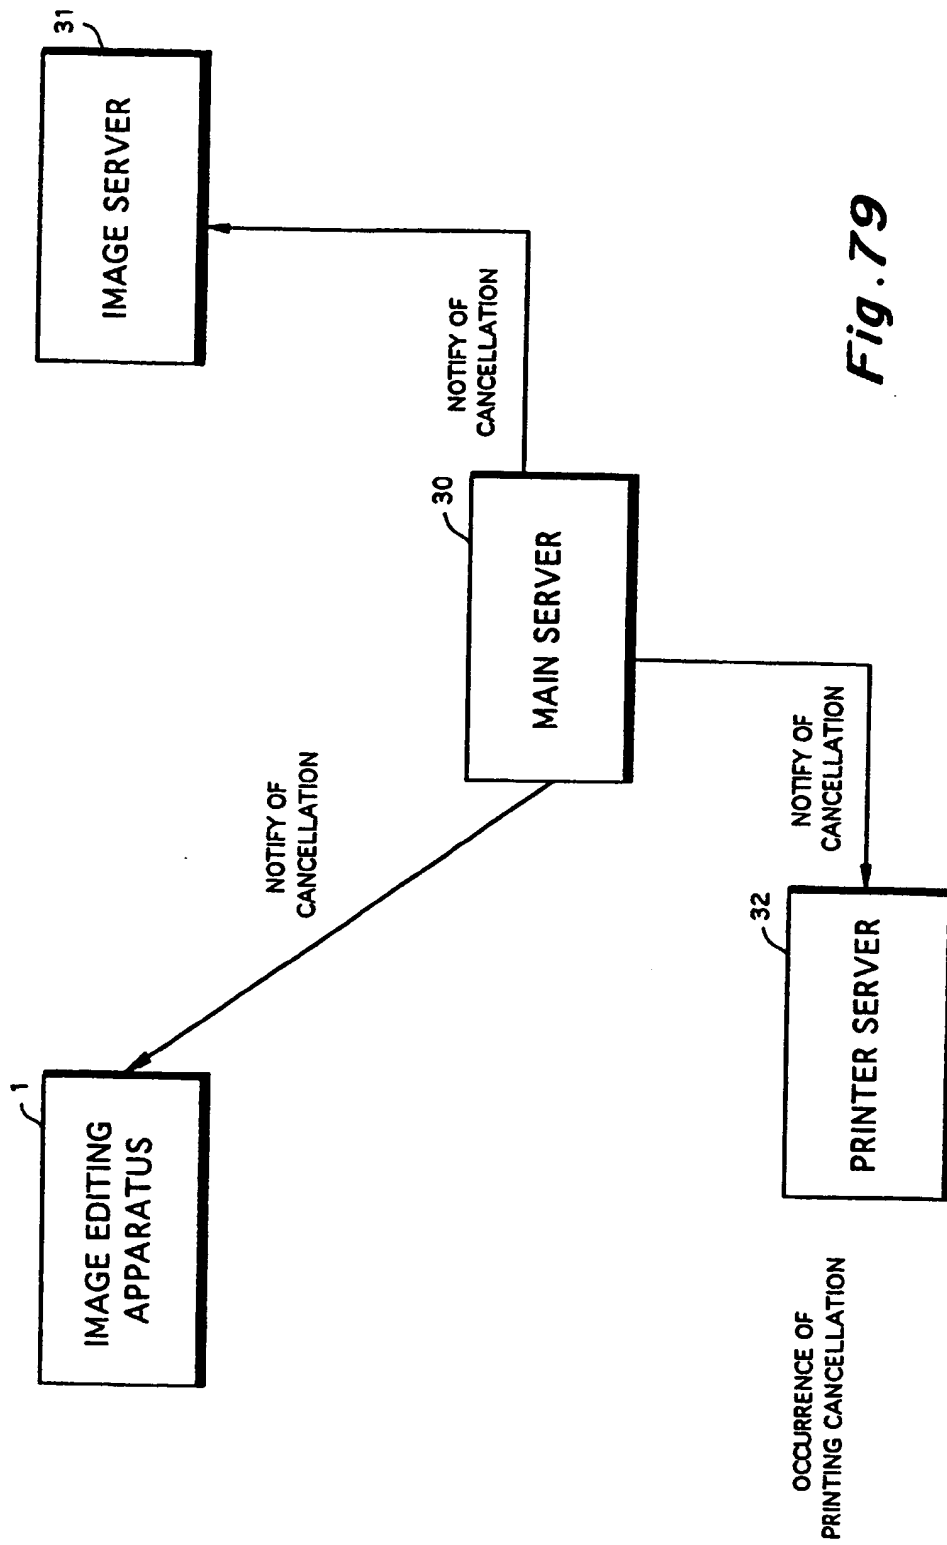 1
IMAGE EDITING
APPARATUS
NOTIFY OF
CANCELLATION
31
IMAGE SERVER
NOTIFY OF
CANCELLATION
30
MAIN SERVER
NOTIFY OF
CANCELLATION
32
PRINTER SERVER
OCCURRENCE OF
PRINTING CANCELLATION
Fig.79